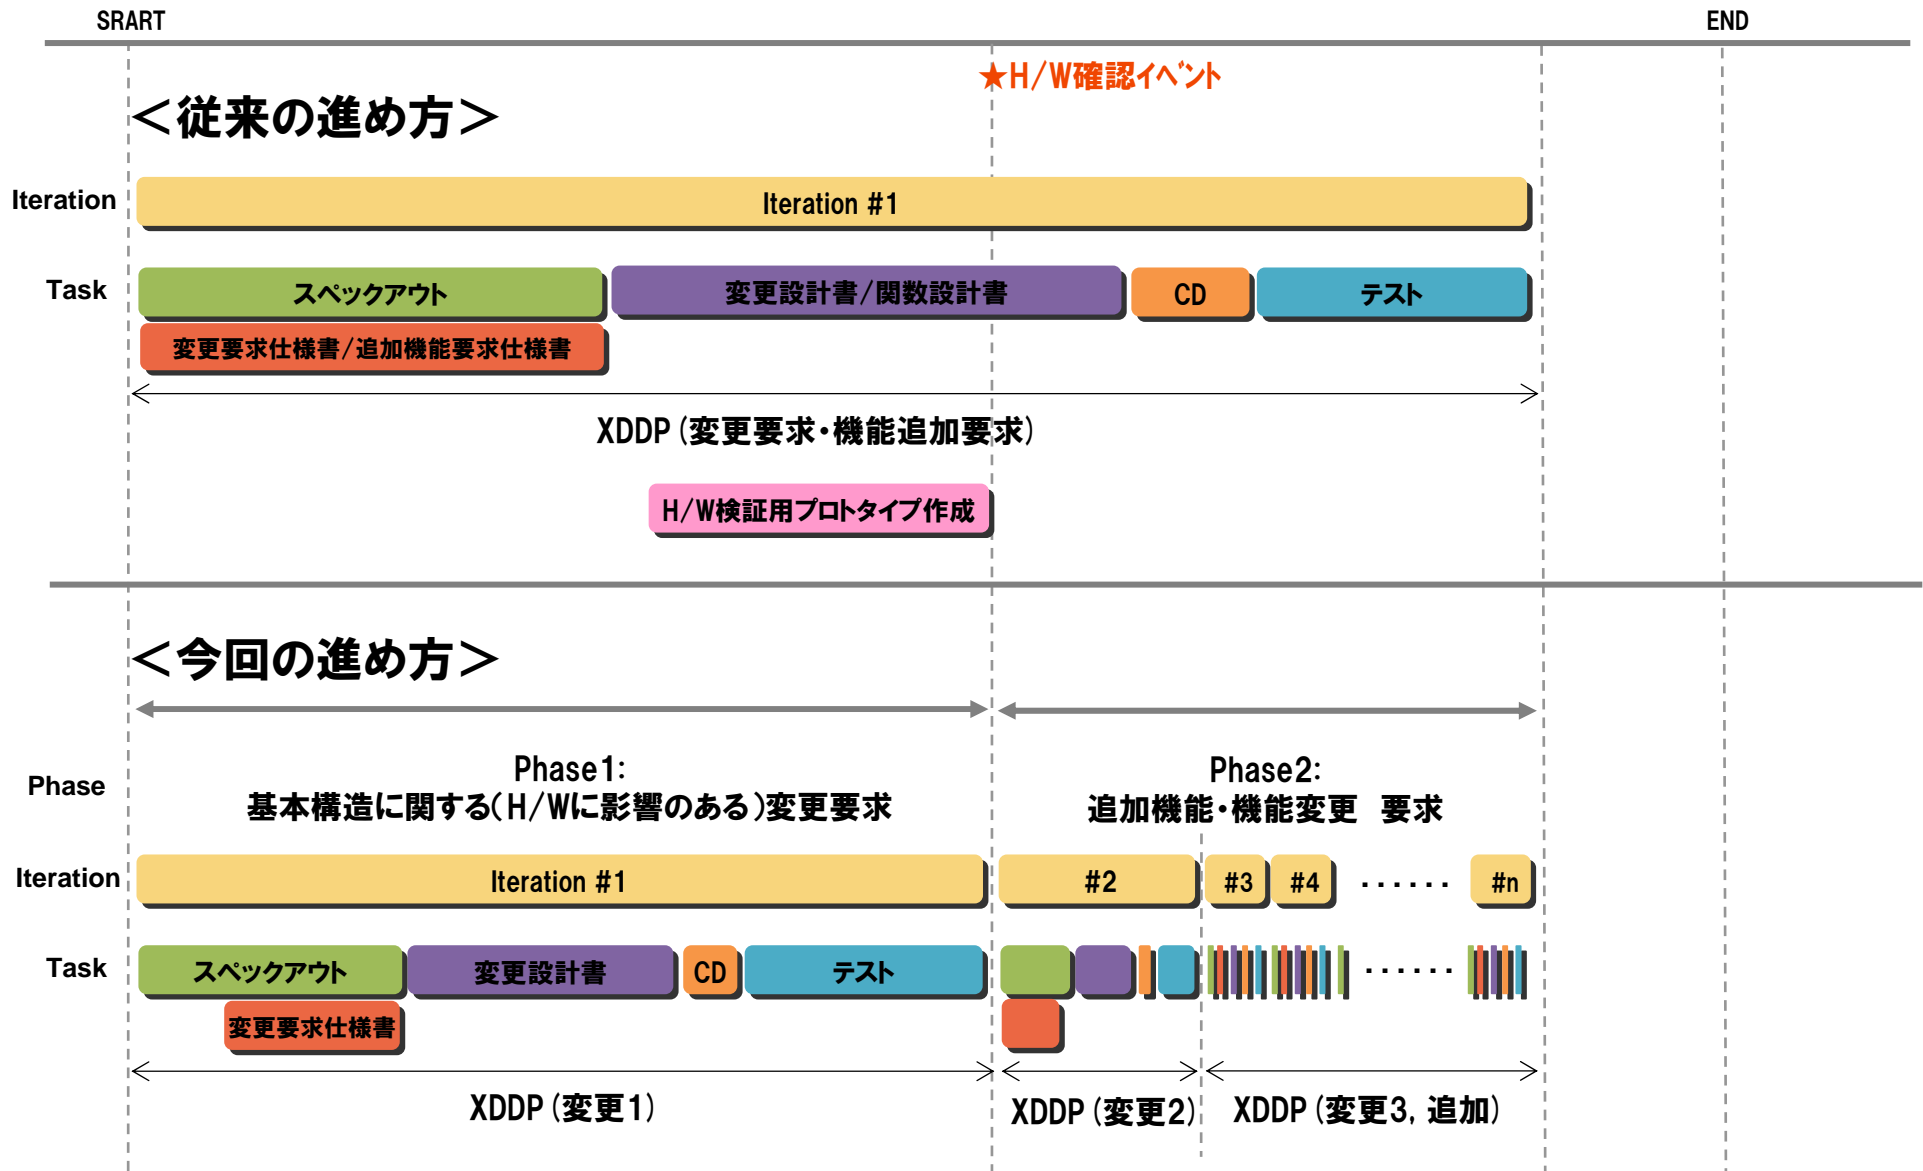 SRART
END
★H/W確認イベント
＜従来の進め方＞
Iteration
Iteration #1
Task
スペックアウト
変更設計書/関数設計書
CD
テスト
変更要求仕様書/追加機能要求仕様書
XDDP（変更要求・機能追加要求）
H/W検証用プロトタイプ作成
＜今回の進め方＞
Phase
Phase1:
基本構造に関する（H/Wに影響のある）変更要求
Phase2:
追加機能・機能変更　要求
Iteration
Iteration #1
#2
#3
#4
・・・・・・
#n
Task
スペックアウト
変更設計書
CD
テスト
・・・・・・
変更要求仕様書
XDDP（変更1）
XDDP（変更2）
XDDP（変更3, 追加）